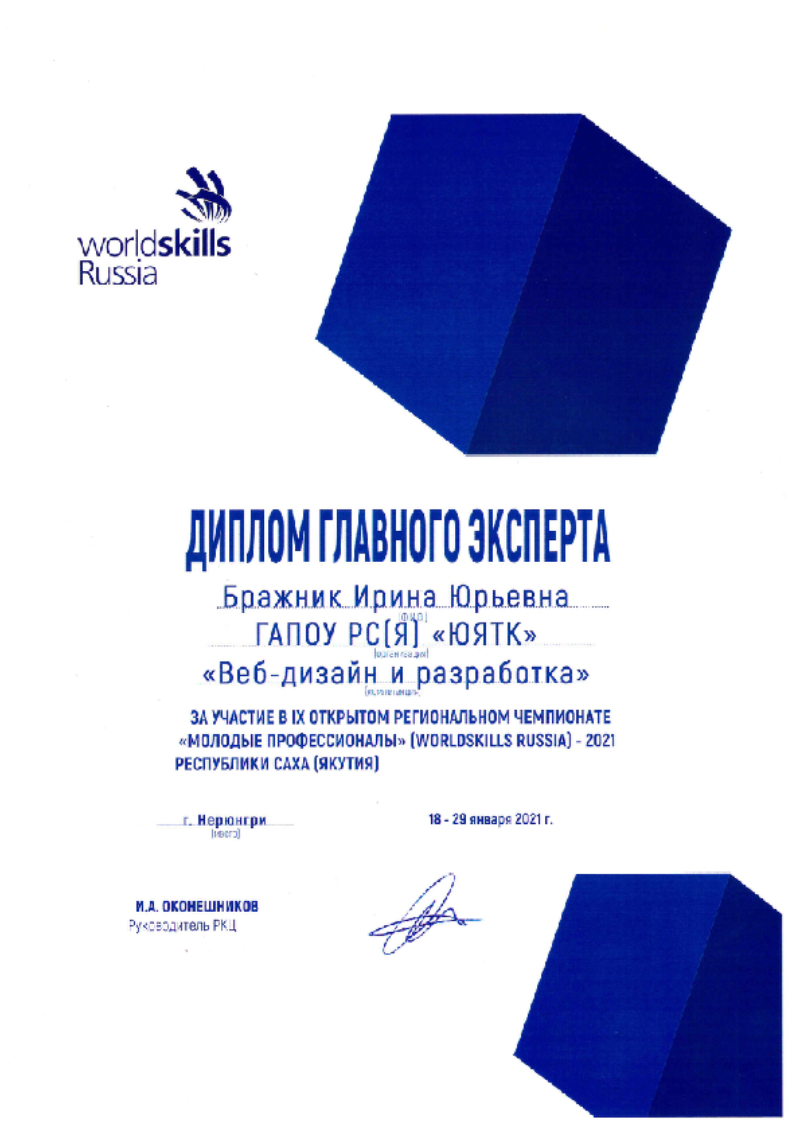 worldskills
Russia
ДИПЛОМ ГЛАВНОГО ЭКСПЕРТА
Бражник Ирина Юрьевна
(Ф.И.О)
ГАПОУ РС(Я) «ЮЯТК»
(организация)
«Веб-дизайн и разработка»
(компетенция)
ЗА УЧАСТИЕ В IX ОТКРЫТОМ РЕГИОНАЛЬНОМ ЧЕМПИОНАТЕ
«МОЛОДЫЕ ПРОФЕССИОНАЛЫ» (WORLDSKILLS RUSSIA) - 2021
РЕСПУБЛИКИ САХА (ЯКУТИЯ)
г. Нерюнгри 18 - 29 января 2021 г.
(место)
И.А. ОКОНЕШНИКОВ
Руководитель РКЦ